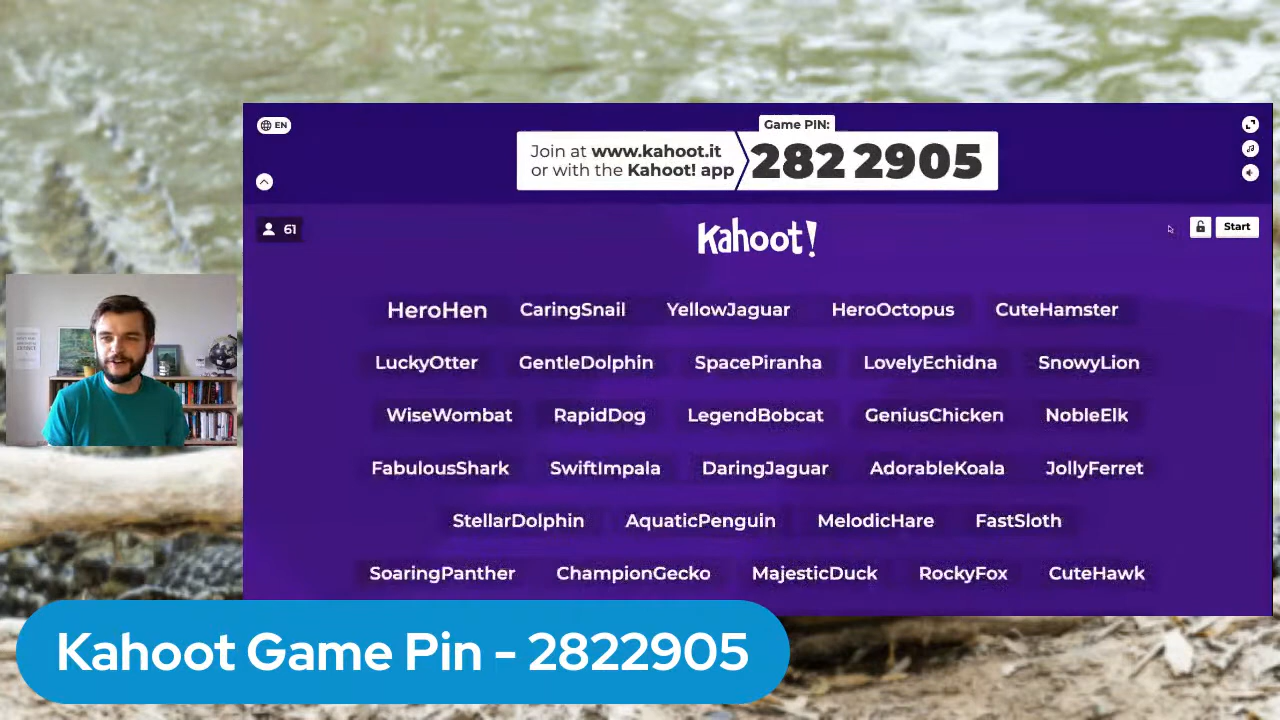 EN
Game PIN:
Join at www.kahoot.it
or with the Kahoot! app
282 2905
61
Kahoot!
Start
HeroHen CaringSnail YellowJaguar HeroOctopus CuteHamster
LuckyOtter GentleDolphin SpacePiranha LovelyEchidna SnowyLion
WiseWombat RapidDog LegendBobcat GeniusChicken NobleElk
FabulousShark SwiftImpala DaringJaguar AdorableKoala JollyFerret
StellarDolphin AquaticPenguin MelodicHare FastSloth
SoaringPanther ChampionGecko MajesticDuck RockyFox CuteHawk
Kahoot Game Pin - 2822905